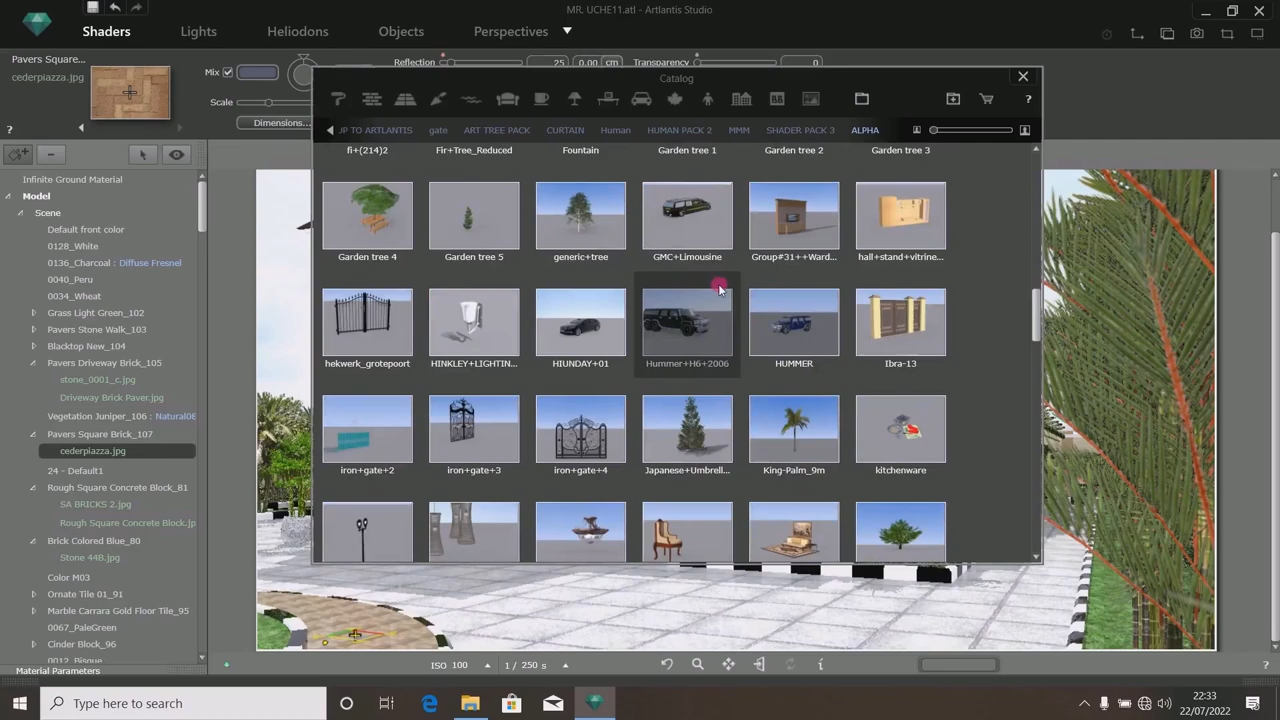 MR. UCHE11.atl - Artlantis Studio
Shaders
Lights
Heliodons
Objects
Perspectives
Pavers Square...
cederpiazza.jpg
Mix
Reflection
25
0.00
cm
Transparency
0
Scale
Dimensions...
?
Catalog
?
UP TO ARTLANTIS
gate
ART TREE PACK
CURTAIN
Human
HUMAN PACK 2
MMM
SHADER PACK 3
ALPHA
fi+(214)2
Fir+Tree_Reduced
Fountain
Garden tree 1
Garden tree 2
Garden tree 3
Garden tree 4
Garden tree 5
generic+tree
GMC+Limousine
Group#31++Ward...
hall+stand+vitrine...
hekwerk_grotepoort
HINKLEY+LIGHTIN...
HIUNDAY+01
Hummer+H6+2006
HUMMER
Ibra-13
iron+gate+2
iron+gate+3
iron+gate+4
Japanese+Umbrell...
King-Palm_9m
kitchenware
Infinite Ground Material
Model
Scene
Default front color
0128_White
0136_Charcoal : Diffuse Fresnel
0040_Peru
0034_Wheat
Grass Light Green_102
Pavers Stone Walk_103
Blacktop New_104
Pavers Driveway Brick_105
stone_0001_c.jpg
Driveway Brick Paver.jpg
Vegetation Juniper_106 : Natural08
Pavers Square Brick_107
cederpiazza.jpg
24 - Default1
Rough Square Concrete Block_81
SA BRICKS 2.jpg
Rough Square Concrete Block.jp
Brick Colored Blue_80
Stone 44B.jpg
Color M03
Ornate Tile 01_91
Marble Carrara Gold Floor Tile_95
0067_PaleGreen
Cinder Block_96
0012_Bisque
Material Parameters
ISO 100
1 / 250 s
i
?
Type here to search
22:33
22/07/2022